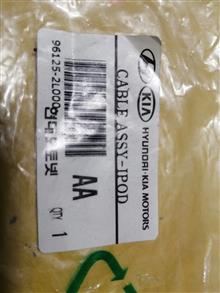 KIA
HYUNDAI·KIA MOTORS
CABLE ASSY-IPOD
AA
96125-2L000
QTY 1